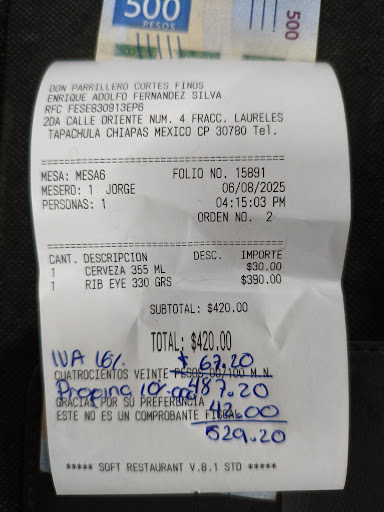 500
PESOS
500
DON PARRILLERO CORTES FINOS
ENRIQUE ADOLFO FERNANDEZ SILVA
RFC FESE830913EP6
2DA CALLE ORIENTE NUM. 4 FRACC. LAURELES
TAPACHULA CHIAPAS MEXICO CP 30780 Tel.
MESA: MESA6 FOLIO NO. 15891
MESERO: 1 JORGE 06/08/2025
PERSONAS: 1 04:15:03 PM
ORDEN NO. 2
CANT. DESCRIPCION DESC. IMPORTE
1 CERVEZA 355 ML $30.00
1 RIB EYE 330 GRS $390.00
SUBTOTAL: $420.00
TOTAL: $420.00
IVA 16% $ 67.20
CUATROCIENTOS VEINTE PESOS 00/100 M.N.
Propina 10% 487.20
GRACIAS POR SU PREFERENCIA
42.00
ESTE NO ES UN COMPROBANTE FISCAL
529.20
***** SOFT RESTAURANT V.8.1 STD *****